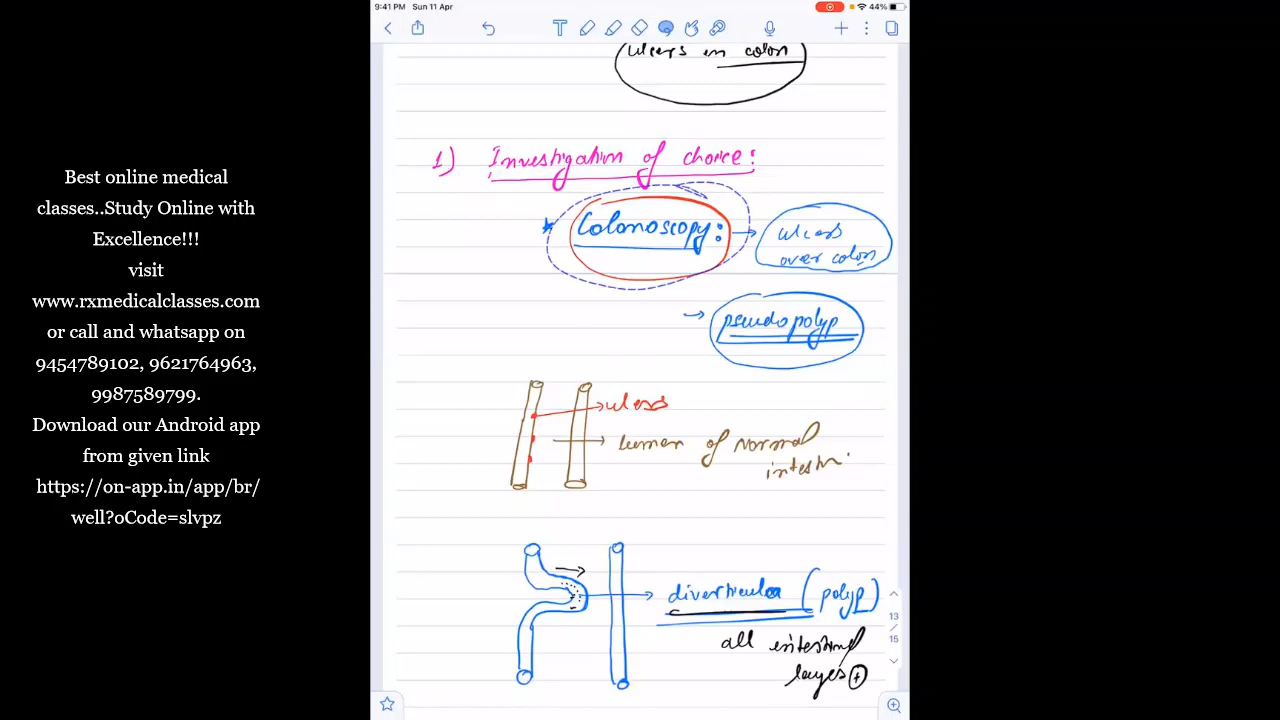 9:41 PM Sun 11 Apr
44%
ulcers in colon
1) Investigation of choice:
Colonoscopy:
ulcers
over colon
pseudopolyp
ulcers
lumen of normal
diverticula (polyp)
all intestinal
layers +
13
/
15
Best online medical
classes..Study Online with
Excellence!!!
visit
www.rxmedicalclasses.com
or call and whatsapp on
9454789102, 9621764963,
9987589799.
Download our Android app
from given link
https://on-app.in/app/br/
well?oCode=slvpz